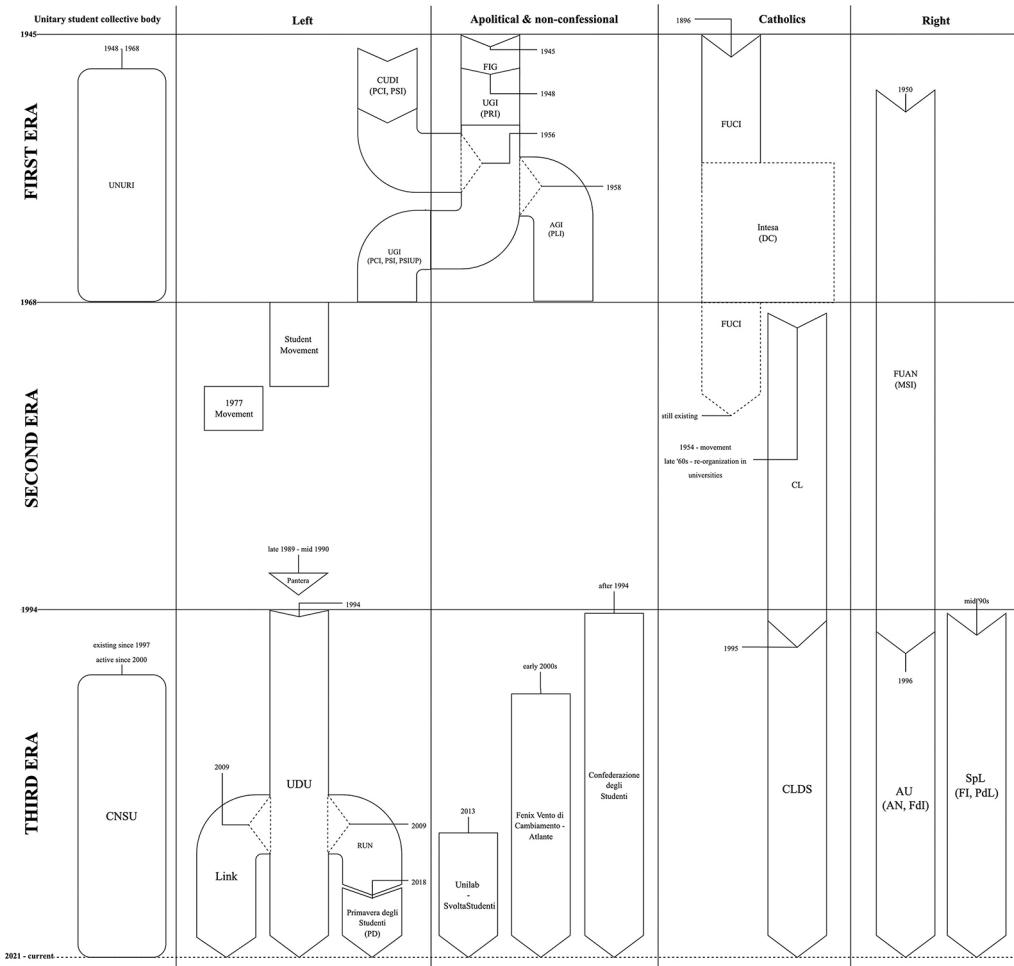 Unitary student collective body
Left
Apolitical & non-confessional
Catholics
Right
1896
1945
FIRST ERA
1948 - 1968
UNURI
CUDI
(PCI, PSI)
UGI
(PCI, PSI, PSIUP)
FIG
1945
UGI
(PRI)
1948
1956
1958
AGI
(PLI)
FUCI
Intesa
(DC)
1950
1968
SECOND ERA
Student
Movement
1977
Movement
FUCI
still existing
1954 - movement
late '60s - re-organization in
universities
CL
FUAN
(MSI)
late 1989 - mid 1990
Pantera
1994
THIRD ERA
existing since 1997
active since 2000
CNSU
1994
UDU
2009
Link
2009
RUN
2018
Primavera degli
Studenti
(PD)
2013
Unilab
-
SvoltaStudenti
early 2000s
Fenix Vento di
Cambiamento -
Atlante
after 1994
Confederazione
degli
Studenti
1995
CLDS
1996
AU
(AN, FdI)
mid '90s
SpL
(FI, PdL)
2021 - current